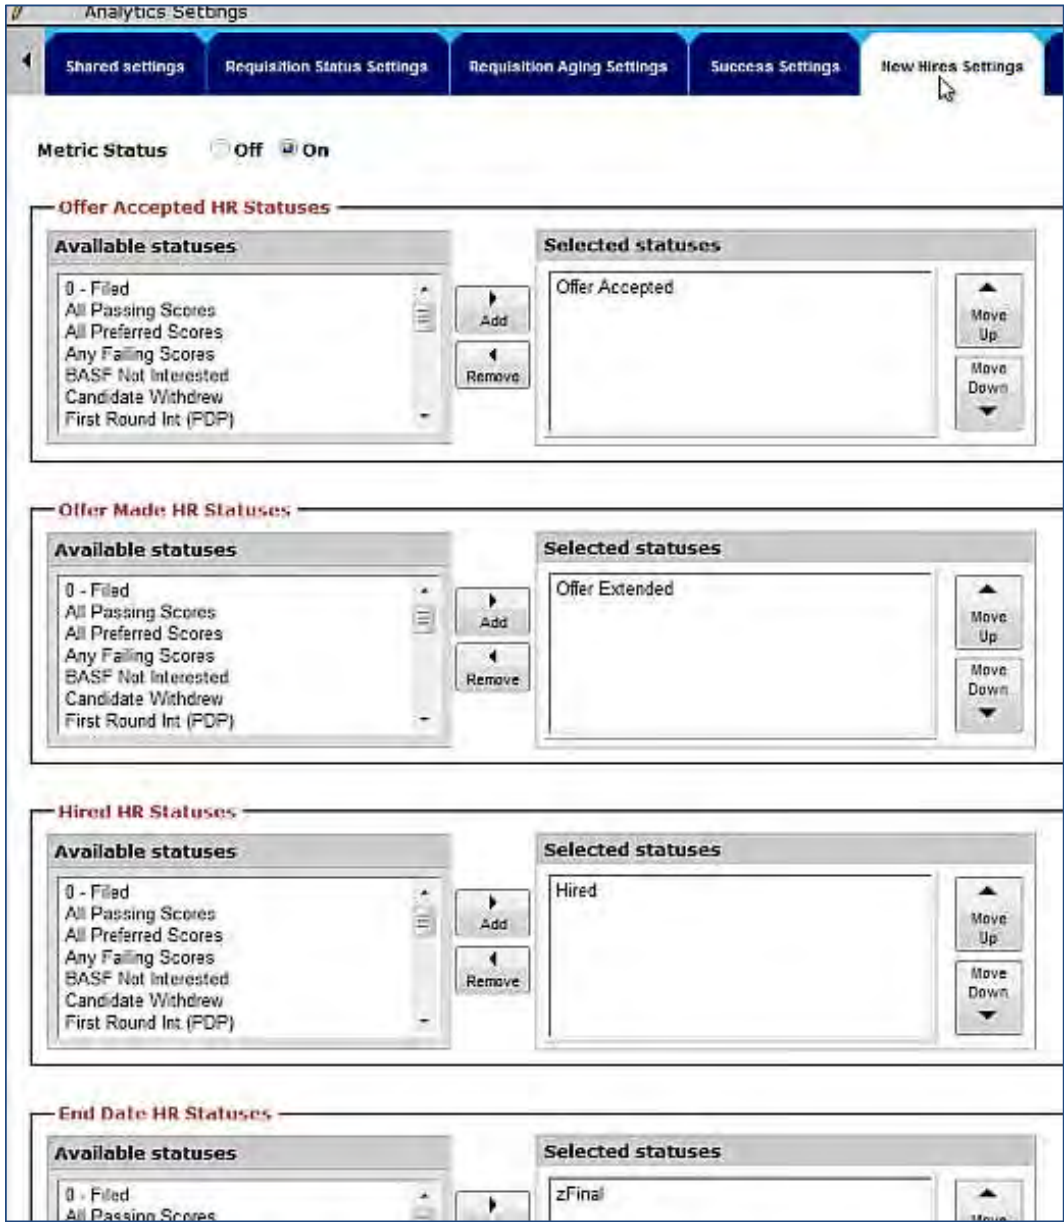 Analytics Settings
Shared settings Requisition Status Settings Requisition Aging Settings Success Settings New Hires Settings
Metric Status Off On
Offer Accepted HR Statuses
Available statuses Selected statuses
0 - Filed Offer Accepted
All Passing Scores
All Preferred Scores
Any Failing Scores
BASF Not Interested
Candidate Withdrew
First Round Int (PDP)
Add
Remove
Move
Up
Move
Down
Offer Made HR Statuses
Available statuses Selected statuses
0 - Filed Offer Extended
All Passing Scores
All Preferred Scores
Any Failing Scores
BASF Not Interested
Candidate Withdrew
First Round Int (PDP)
Add
Remove
Move
Up
Move
Down
Hired HR Statuses
Available statuses Selected statuses
0 - Filed Hired
All Passing Scores
All Preferred Scores
Any Failing Scores
BASF Not Interested
Candidate Withdrew
First Round Int (PDP)
Add
Remove
Move
Up
Move
Down
End Date HR Statuses
Available statuses Selected statuses
0 - Filed zFinal
All Passing Scores
Move